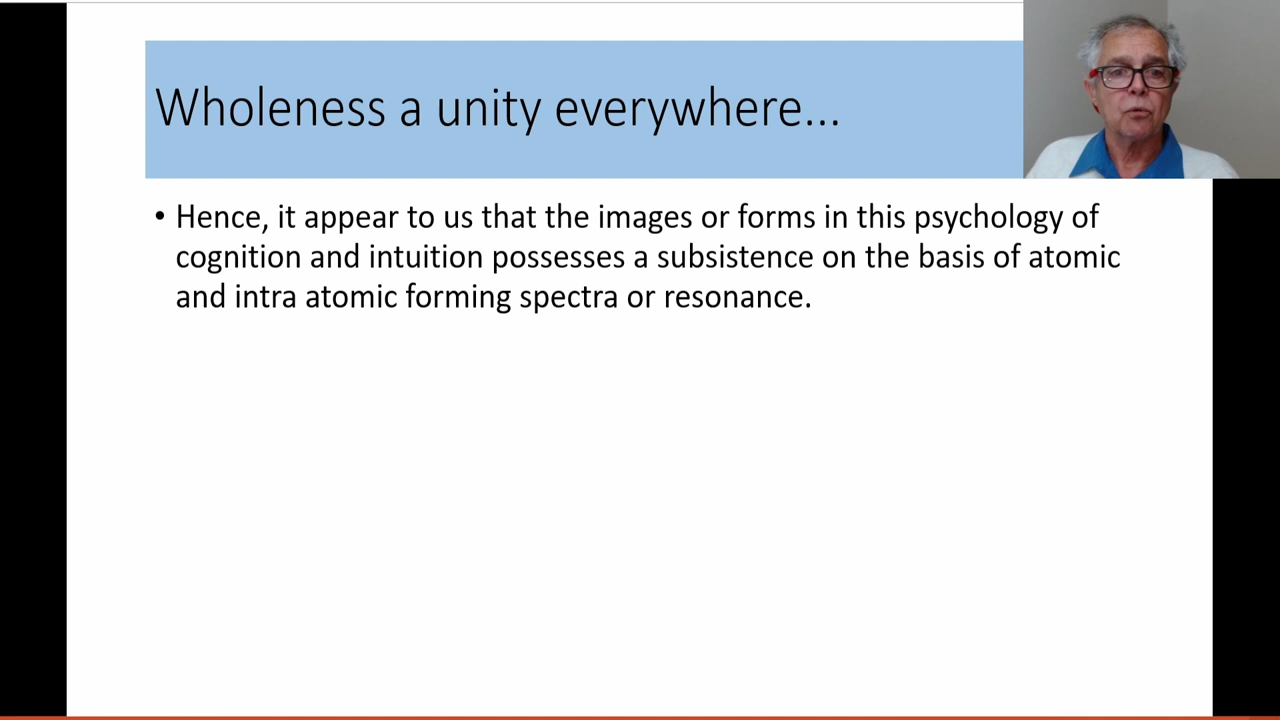 Wholeness a unity everywhere...
• Hence, it appear to us that the images or forms in this psychology of
cognition and intuition possesses a subsistence on the basis of atomic
and intra atomic forming spectra or resonance.